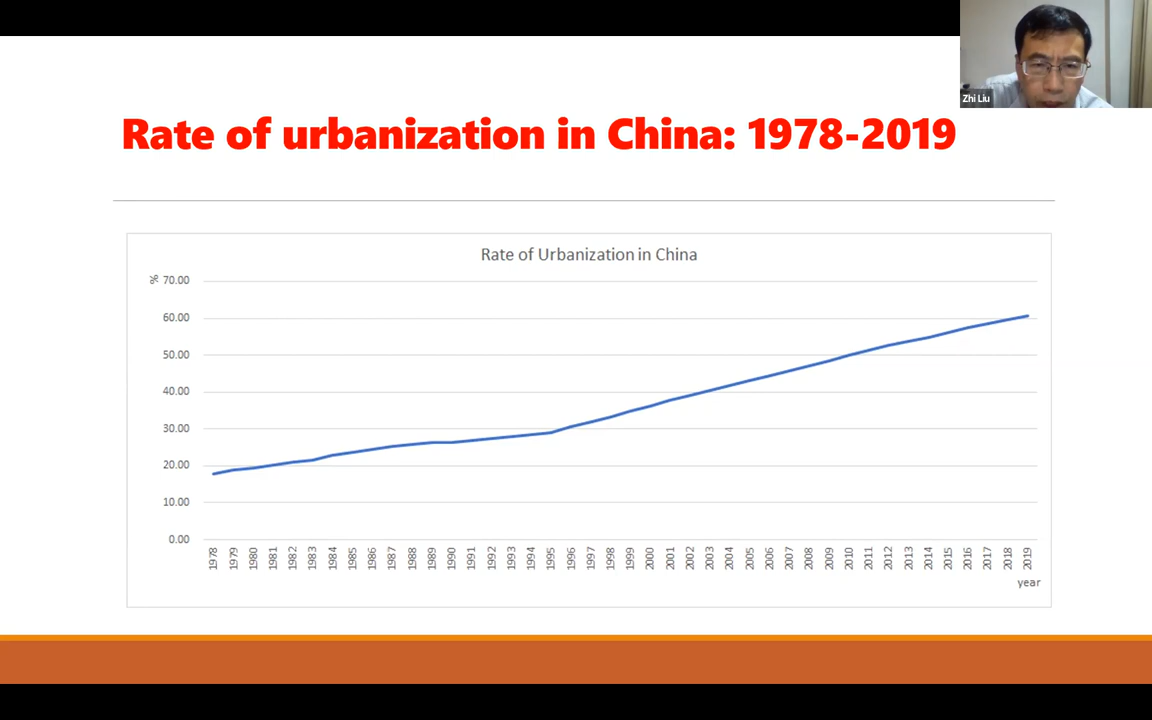 Zhi Liu
Rate of urbanization in China: 1978-2019
Rate of Urbanization in China
% 70.00
60.00
50.00
40.00
30.00
20.00
10.00
0.00
1978 1979 1980 1981 1982 1983 1984 1985 1986 1987 1988 1989 1990 1991 1992 1993 1994 1995 1996 1997 1998 1999 2000 2001 2002 2003 2004 2005 2006 2007 2008 2009 2010 2011 2012 2013 2014 2015 2016 2017 2018 2019
year